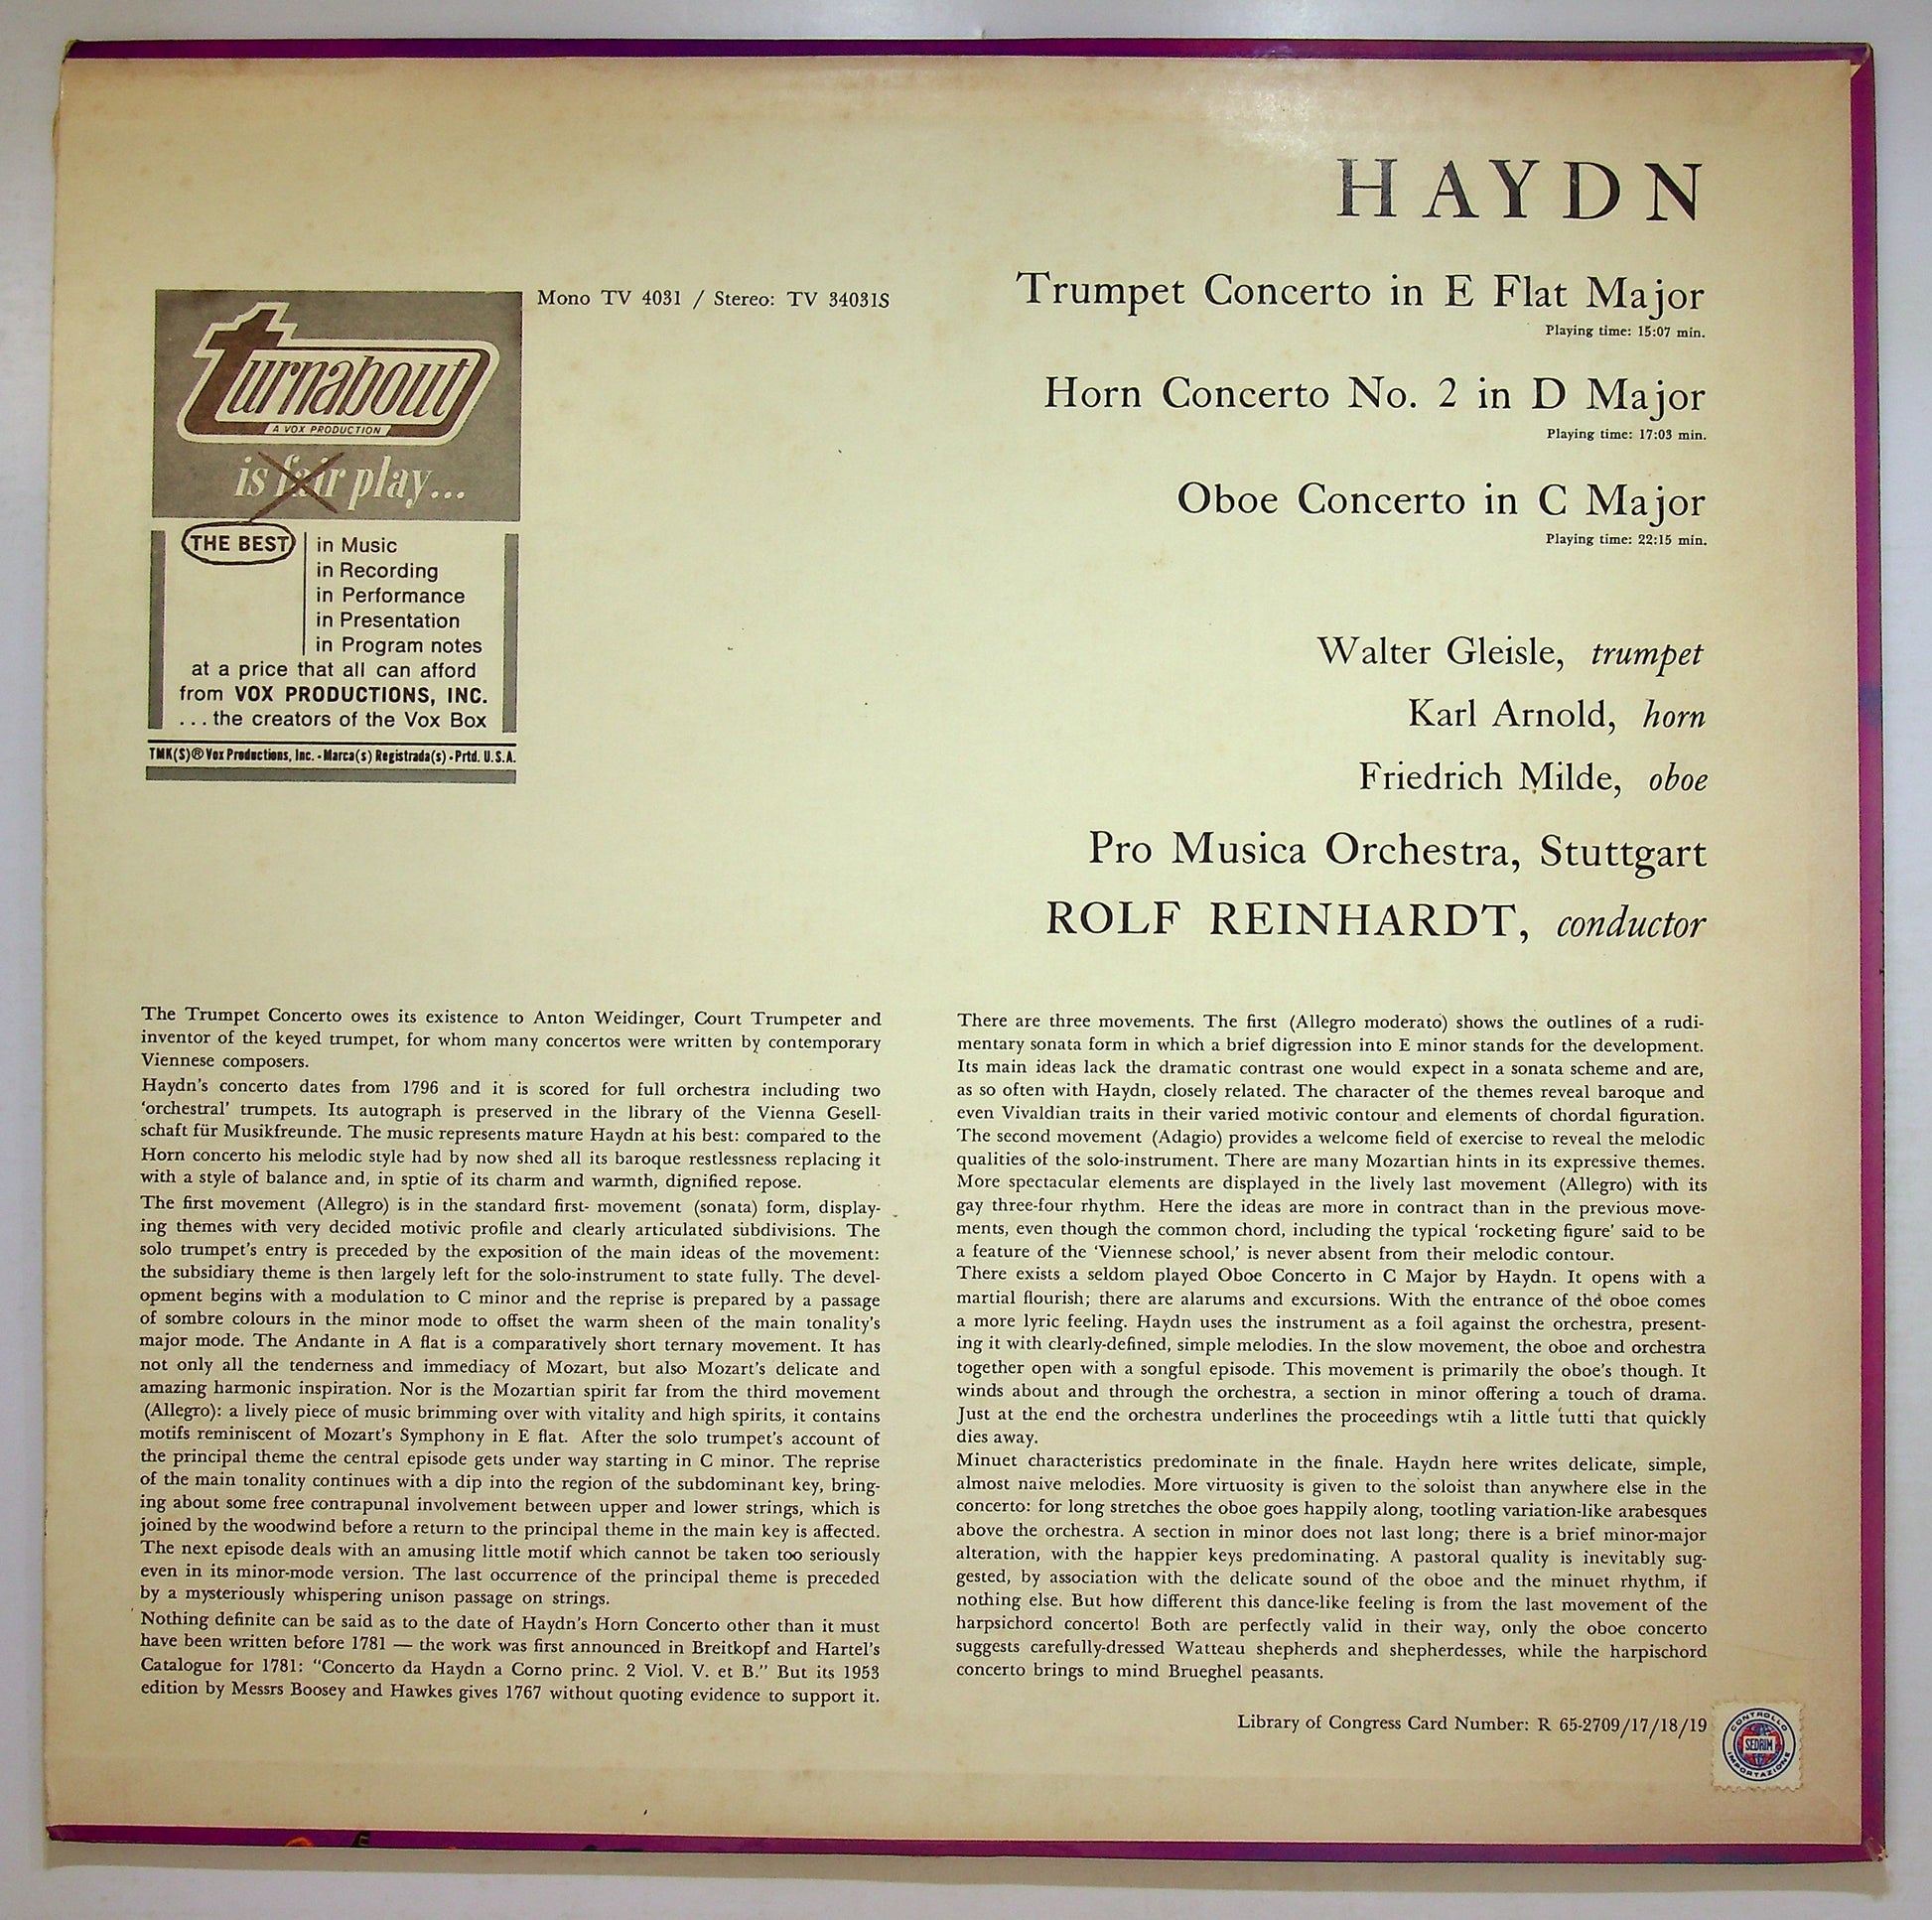 HAYDN
Trumpet Concerto in E Flat Major
Playing time: 15:07 min.
Horn Concerto No. 2 in D Major
Playing time: 17:03 min.
Oboe Concerto in C Major
Playing time: 22:15 min.
Walter Gleisle, trumpet
Karl Arnold, horn
Friedrich Milde, oboe
Pro Musica Orchestra, Stuttgart
ROLF REINHARDT, conductor
Mono TV 4031 / Stereo: TV 34031S
turnabout
A VOX PRODUCTION
is fair play...
THE BEST
in Music
in Recording
in Performance
in Presentation
in Program notes
at a price that all can afford
from VOX PRODUCTIONS, INC.
...the creators of the Vox Box
TMK(S)® Vox Productions, Inc. - Marca(s) Registrada(s) - Prtd. U.S.A.
The Trumpet Concerto owes its existence to Anton Weidinger, Court Trumpeter and
inventor of the keyed trumpet, for whom many concertos were written by contemporary
Viennese composers.
Haydn's concerto dates from 1796 and it is scored for full orchestra including two
'orchestral' trumpets. Its autograph is preserved in the library of the Vienna Gesell-
schaft für Musikfreunde. The music represents mature Haydn at his best: compared to the
Horn concerto his melodic style had by now shed all its baroque restlessness replacing it
with a style of balance and, in sptie of its charm and warmth, dignified repose.
The first movement (Allegro) is in the standard first- movement (sonata) form, display-
ing themes with very decided motivic profile and clearly articulated subdivisions. The
solo trumpet's entry is preceded by the exposition of the main ideas of the movement:
the subsidiary theme is then largely left for the solo-instrument to state fully. The devel-
opment begins with a modulation to C minor and the reprise is prepared by a passage
of sombre colours in the minor mode to offset the warm sheen of the main tonality's
major mode. The Andante in A flat is a comparatively short ternary movement. It has
not only all the tenderness and immediacy of Mozart, but also Mozart's delicate and
amazing harmonic inspiration. Nor is the Mozartian spirit far from the third movement
(Allegro): a lively piece of music brimming over with vitality and high spirits, it contains
motifs reminiscent of Mozart's Symphony in E flat. After the solo trumpet's account of
the principal theme the central episode gets under way starting in C minor. The reprise
of the main tonality continues with a dip into the region of the subdominant key, bring-
ing about some free contrapunal involvement between upper and lower strings, which is
joined by the woodwind before a return to the principal theme in the main key is affected.
The next episode deals with an amusing little motif which cannot be taken too seriously
even in its minor-mode version. The last occurrence of the principal theme is preceded
by a mysteriously whispering unison passage on strings.
Nothing definite can be said as to the date of Haydn's Horn Concerto other than it must
have been written before 1781 — the work was first announced in Breitkopf and Hartel's
Catalogue for 1781: "Concerto da Haydn a Corno princ. 2 Viol. V. et B." But its 1953
edition by Messrs Boosey and Hawkes gives 1767 without quoting evidence to support it.
There are three movements. The first (Allegro moderato) shows the outlines of a rudi-
mentary sonata form in which a brief digression into E minor stands for the development.
Its main ideas lack the dramatic contrast one would expect in a sonata scheme and are,
as so often with Haydn, closely related. The character of the themes reveal baroque and
even Vivaldian traits in their varied motivic contour and elements of chordal figuration.
The second movement (Adagio) provides a welcome field of exercise to reveal the melodic
qualities of the solo-instrument. There are many Mozartian hints in its expressive themes.
More spectacular elements are displayed in the lively last movement (Allegro) with its
gay three-four rhythm. Here the ideas are more in contract than in the previous move-
ments, even though the common chord, including the typical 'rocketing figure' said to be
a feature of the 'Viennese school,' is never absent from their melodic contour.
There exists a seldom played Oboe Concerto in C Major by Haydn. It opens with a
martial flourish; there are alarums and excursions. With the entrance of the oboe comes
a more lyric feeling. Haydn uses the instrument as a foil against the orchestra, present-
ing it with clearly-defined, simple melodies. In the slow movement, the oboe and orchestra
together open with a songful episode. This movement is primarily the oboe's though. It
winds about and through the orchestra, a section in minor offering a touch of drama.
Just at the end the orchestra underlines the proceedings wtih a little tutti that quickly
dies away.
Minuet characteristics predominate in the finale. Haydn here writes delicate, simple,
almost naive melodies. More virtuosity is given to the soloist than anywhere else in the
concerto: for long stretches the oboe goes happily along, tootling variation-like arabesques
above the orchestra. A section in minor does not last long; there is a brief minor-major
alteration, with the happier keys predominating. A pastoral quality is inevitably sug-
gested, by association with the delicate sound of the oboe and the minuet rhythm, if
nothing else. But how different this dance-like feeling is from the last movement of the
harpsichord concerto! Both are perfectly valid in their way, only the oboe concerto
suggests carefully-dressed Watteau shepherds and shepherdesses, while the harpischord
concerto brings to mind Brueghel peasants.
Library of Congress Card Number: R 65-2709/17/18/19
CONTROLLO
SEDRIM
IMPORTAZIONE